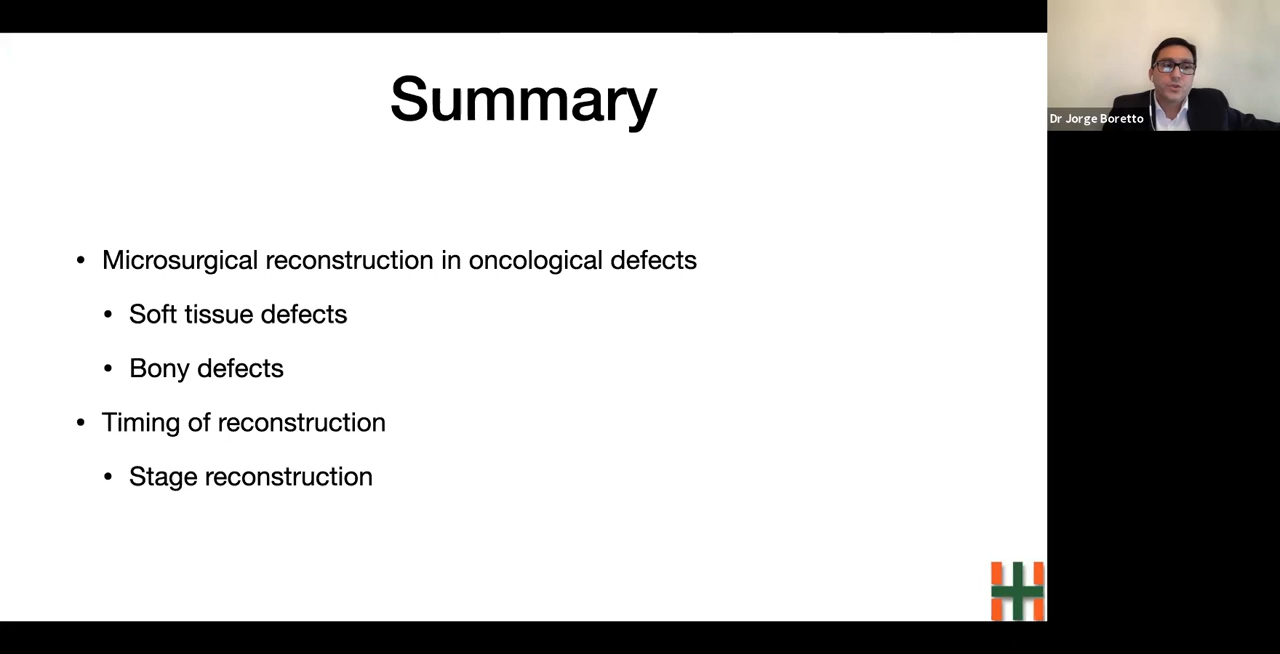 Summary
Dr Jorge Boretto
• Microsurgical reconstruction in oncological defects
• Soft tissue defects
• Bony defects
• Timing of reconstruction
• Stage reconstruction